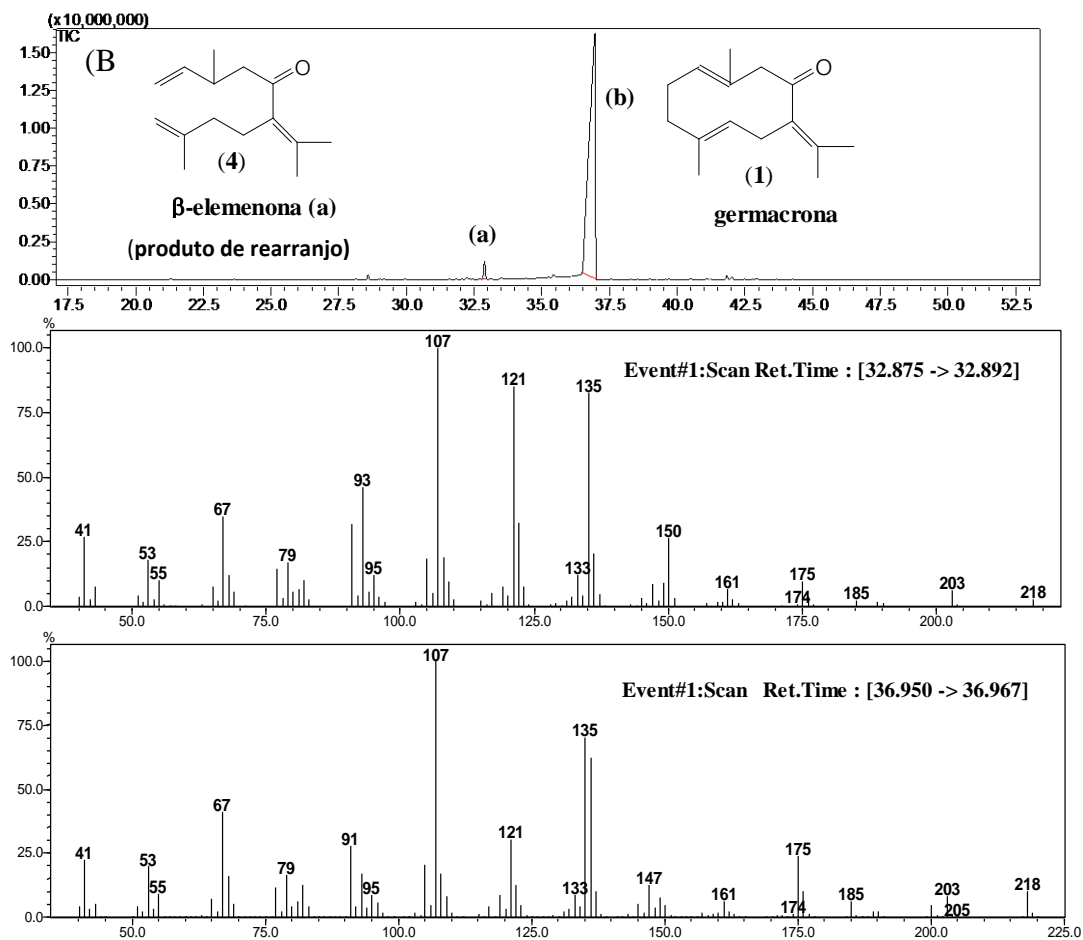 (x10,000,000)
TIC
(B
1.50
1.25
1.00
0.75
0.50
0.25
0.00
O
(4)
β-elemenona (a)
(produto de rearranjo)
(a)
(b)
O
(1)
germacrona
17.5 20.0 22.5 25.0 27.5 30.0 32.5 35.0 37.5 40.0 42.5 45.0 47.5 50.0 52.5
%
100.0
75.0
50.0
25.0
0.0
Event#1:Scan Ret.Time : [32.875 -> 32.892]
41 53 55 67 79 93 95 107 121 133 135 150 161 174 175 185 203 218
50.0 75.0 100.0 125.0 150.0 175.0 200.0
%
100.0
75.0
50.0
25.0
0.0
Event#1:Scan Ret.Time : [36.950 -> 36.967]
41 53 55 67 79 91 95 107 121 133 135 147 161 174 175 185 203 205 218
50.0 75.0 100.0 125.0 150.0 175.0 200.0 225.0